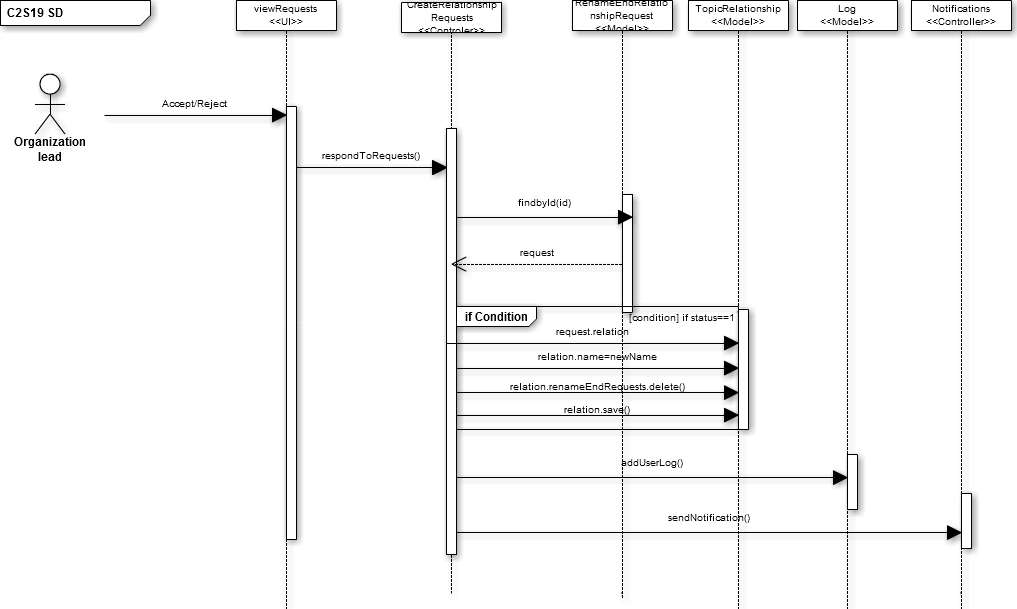 C2S19 SD
viewRequests
<<UI>>
CreateRelationship
Requests
<<Controler>>
RenameEndRelatio
nshipRequest
<<Model>>
TopicRelationship
<<Model>>
Log
<<Model>>
Notifications
<<Controller>>
Organization
lead
Accept/Reject
respondToRequests()
findbyId(id)
request
if Condition
[condition] if status==1
request.relation
relation.name=newName
relation.renameEndRequests.delete()
relation.save()
addUserLog()
sendNotification()